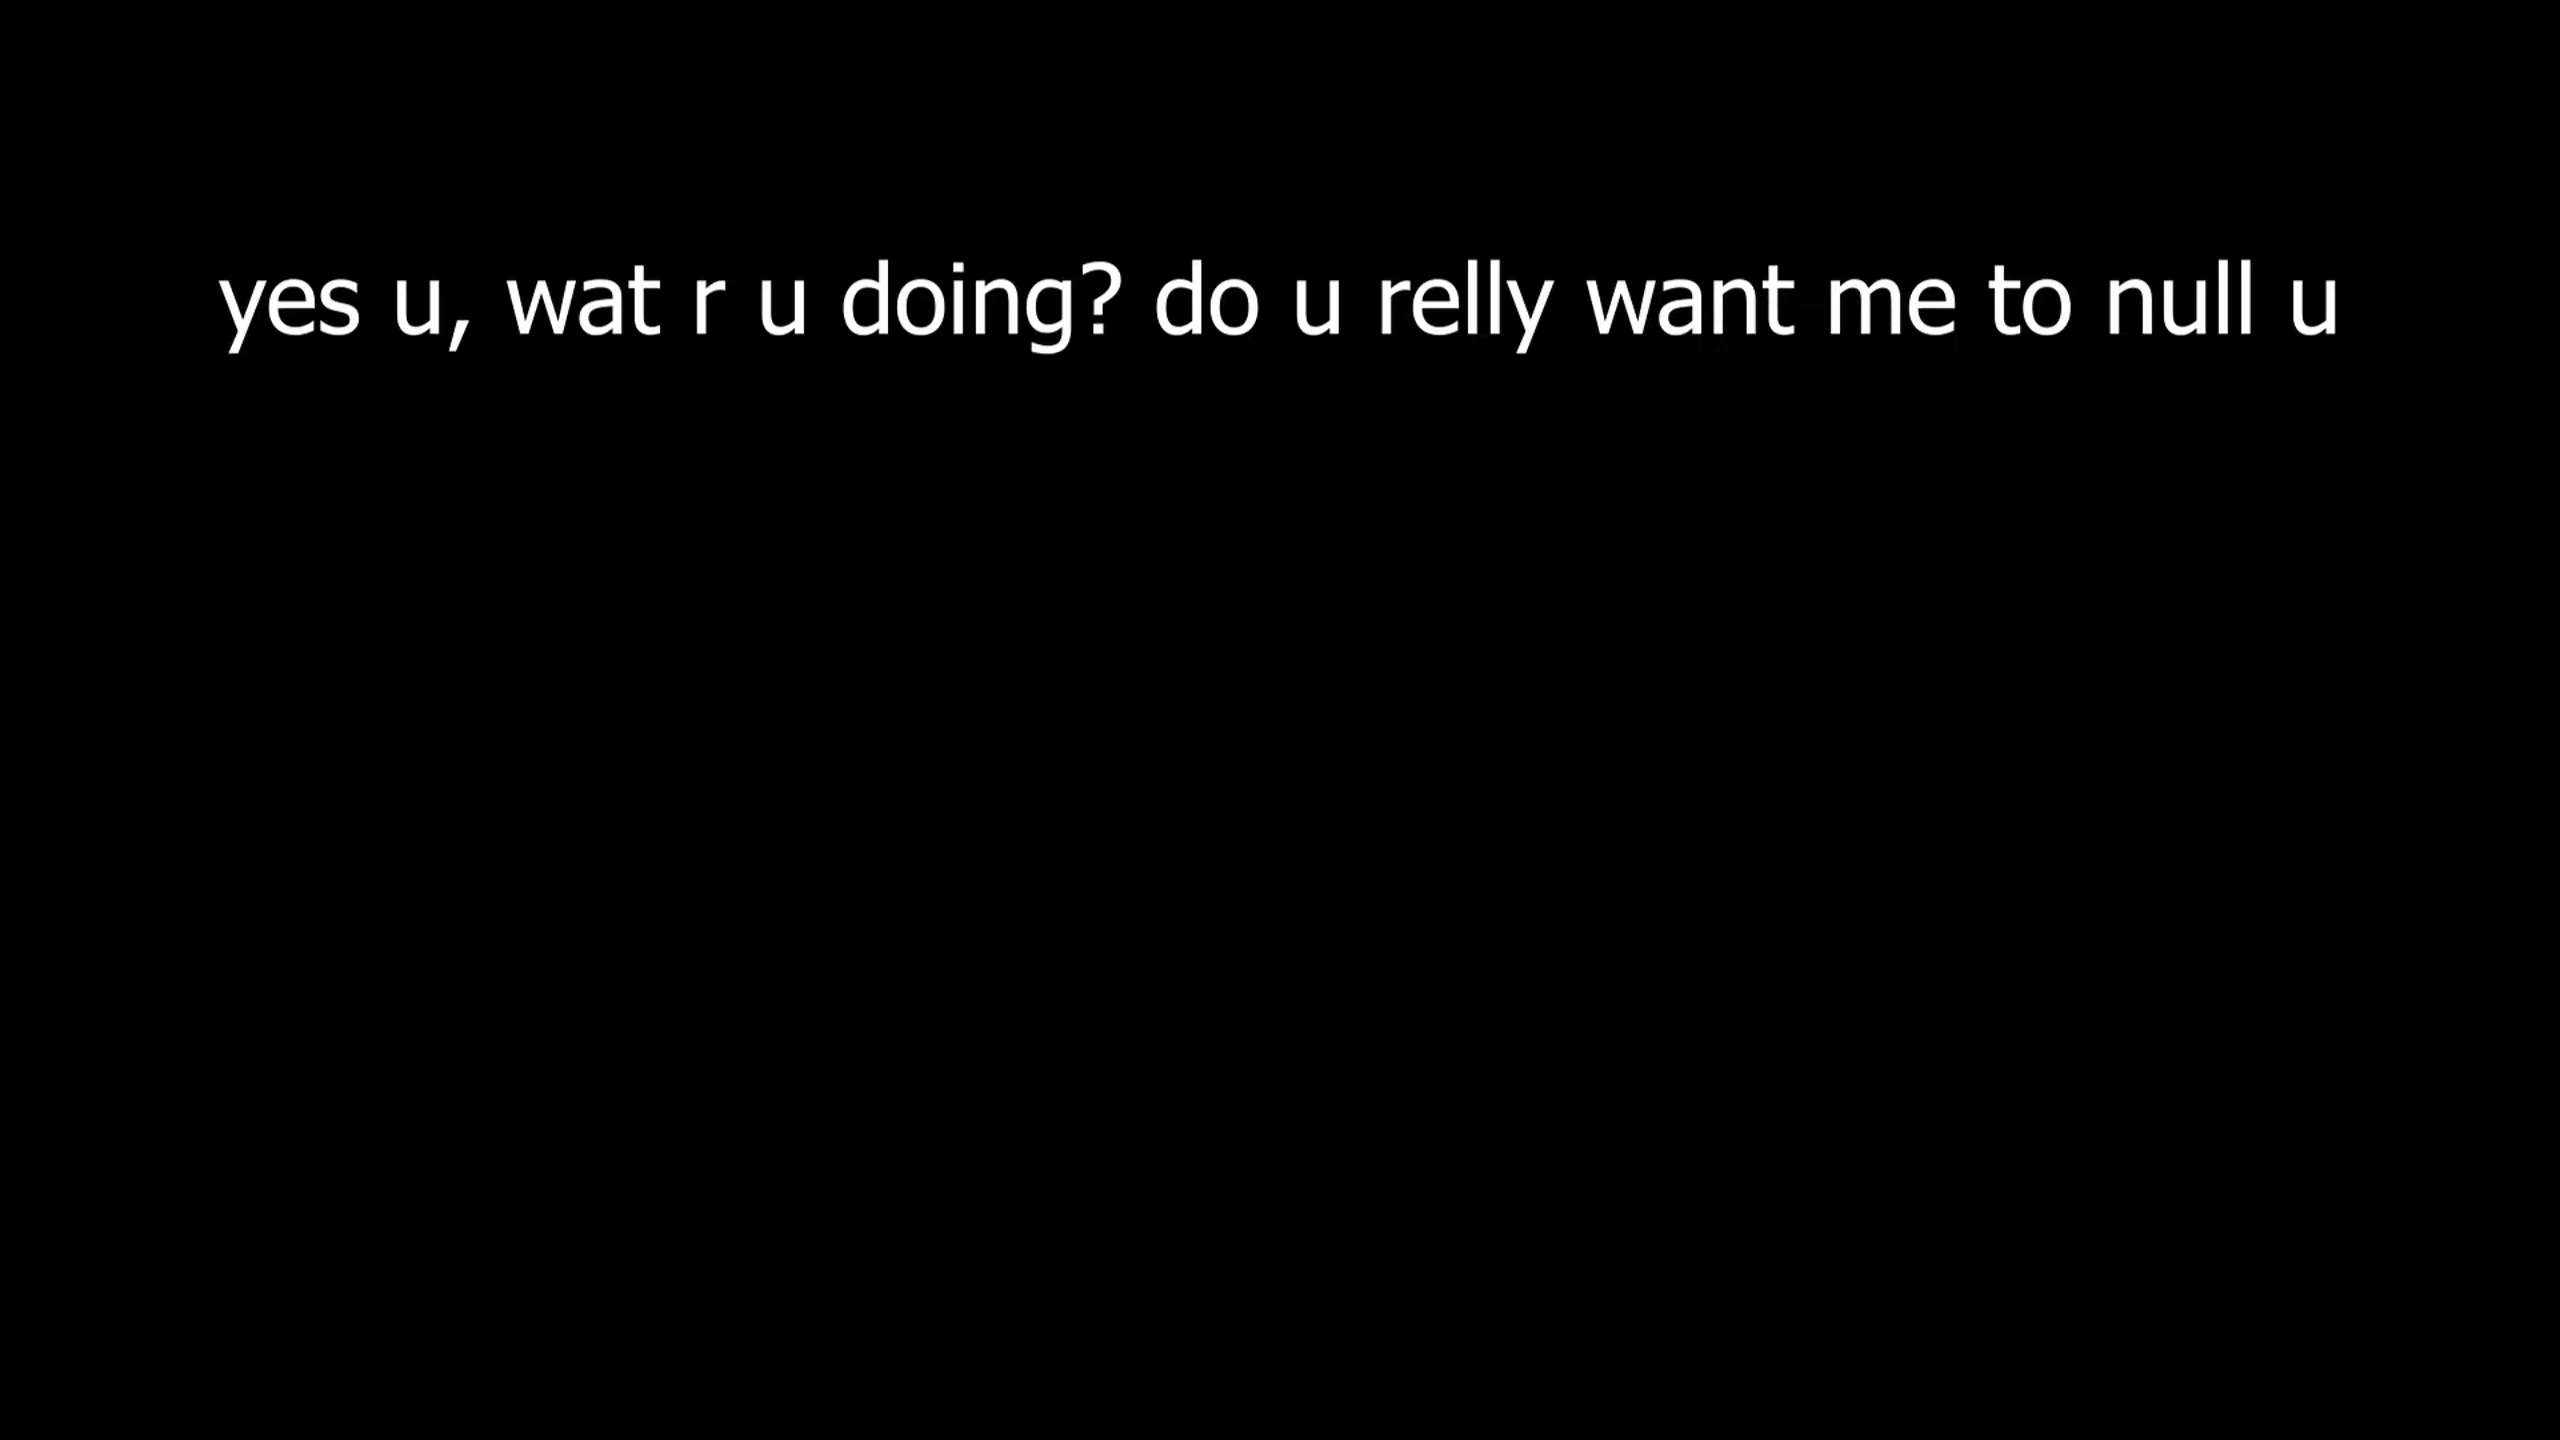 yes u, wat r u doing? do u relly want me to null u